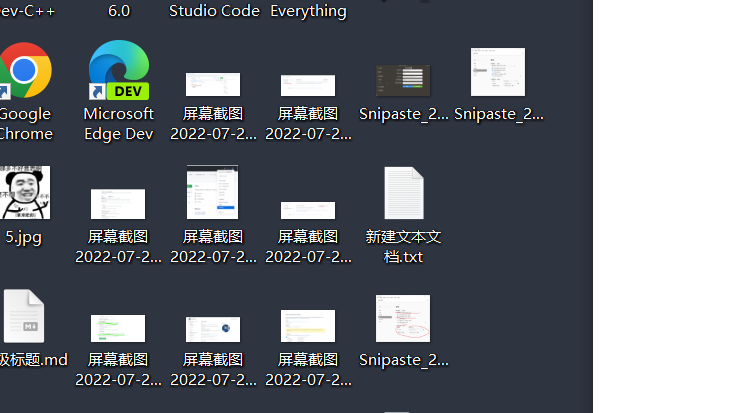 ev-C++
6.0
Studio Code
Everything
DEV
Google
Chrome
Microsoft
Edge Dev
屏幕截图
2022-07-2...
屏幕截图
2022-07-2...
Snipaste_2...
Snipaste_2...
5.jpg
屏幕截图
2022-07-2...
屏幕截图
2022-07-2...
屏幕截图
2022-07-2...
新建文本文
档.txt
级标题.md
屏幕截图
2022-07-2...
屏幕截图
2022-07-2...
屏幕截图
2022-07-2...
Snipaste_2...